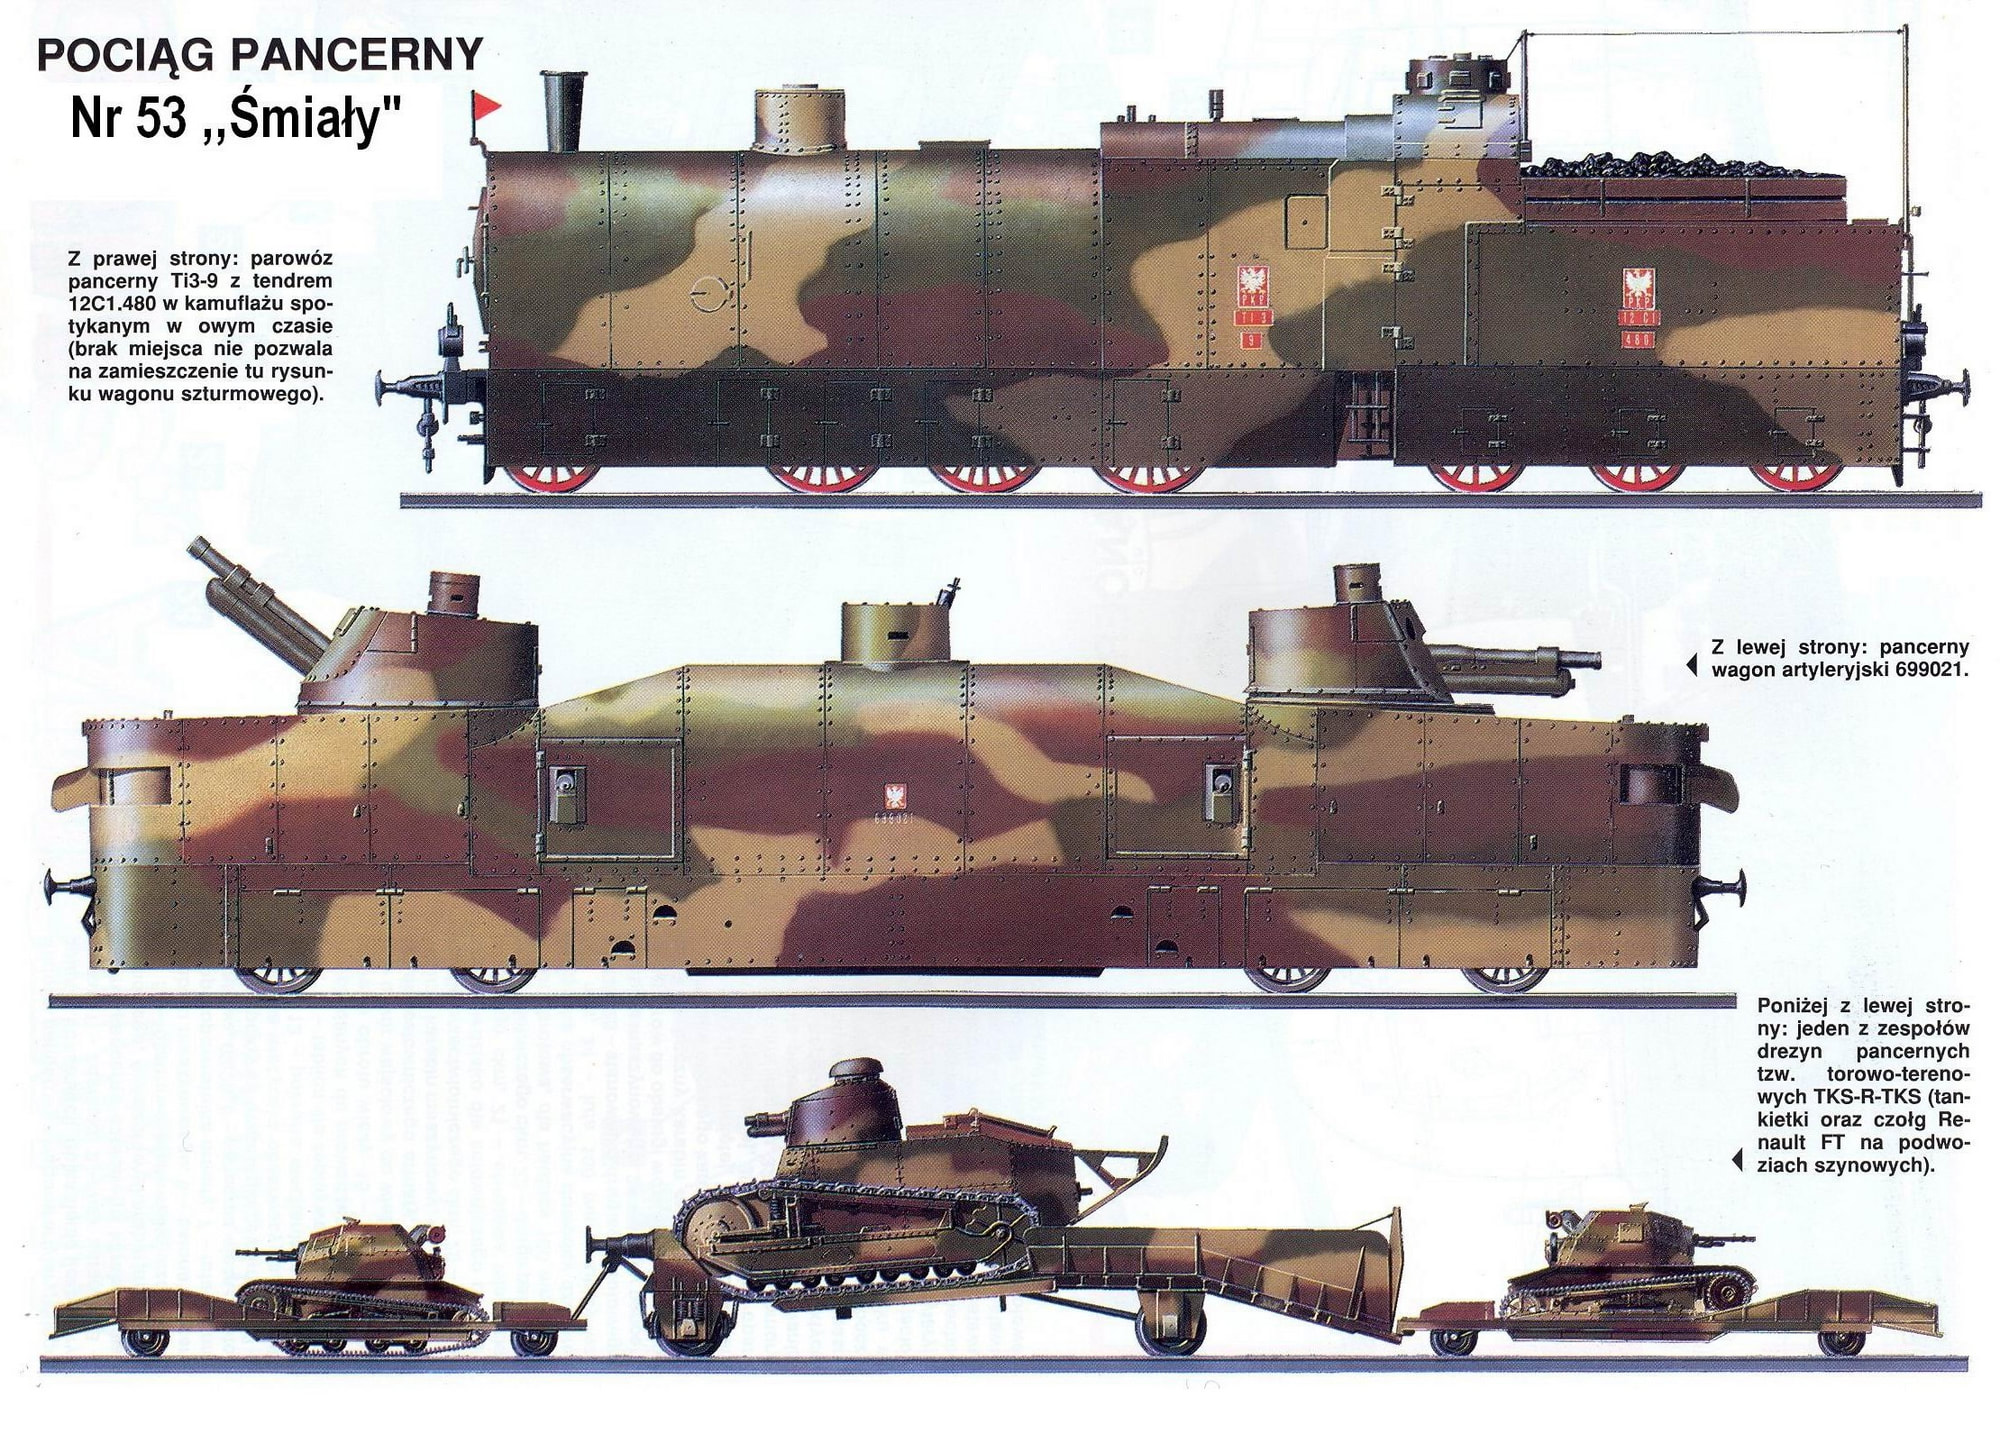 POCIĄG PANCERNY
Nr 53 ,,Śmiały"
Z prawej strony: parowóz
pancerny Ti3-9 z tendrem
12C1.480 w kamuflażu spo-
tykanym w owym czasie
(brak miejsca nie pozwala
na zamieszczenie tu rysun-
ku wagonu szturmowego).
PKP
Ti 3
9
PKP
12 C1
480
Z lewej strony: pancerny
wagon artyleryjski 699021.
699021
Poniżej z lewej stro-
ny: jeden z zespołów
drezyn pancernych
tzw. torowo-tereno-
wych TKS-R-TKS (tan-
kietki oraz czołg Re-
nault FT na podwo-
ziach szynowych).